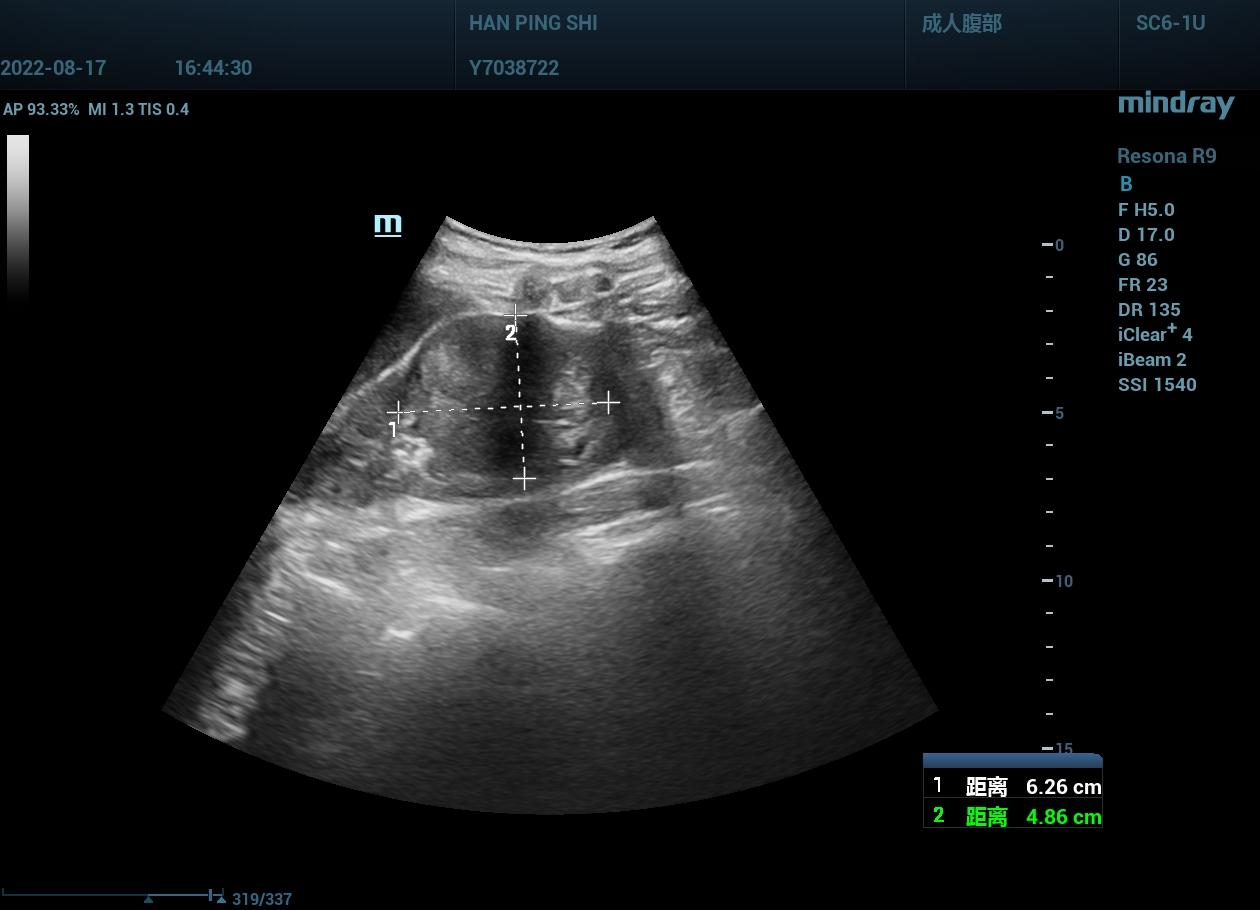 HAN PING SHI
成人腹部
SC6-1U
2022-08-17 16:44:30
Y7038722
AP 93.33% MI 1.3 TIS 0.4
mindray
Resona R9
B
F H5.0
D 17.0
G 86
FR 23
DR 135
iClear+ 4
iBeam 2
SSI 1540
m
0
2
5
1
10
15
1 距离 6.26 cm
2 距离 4.86 cm
319/337